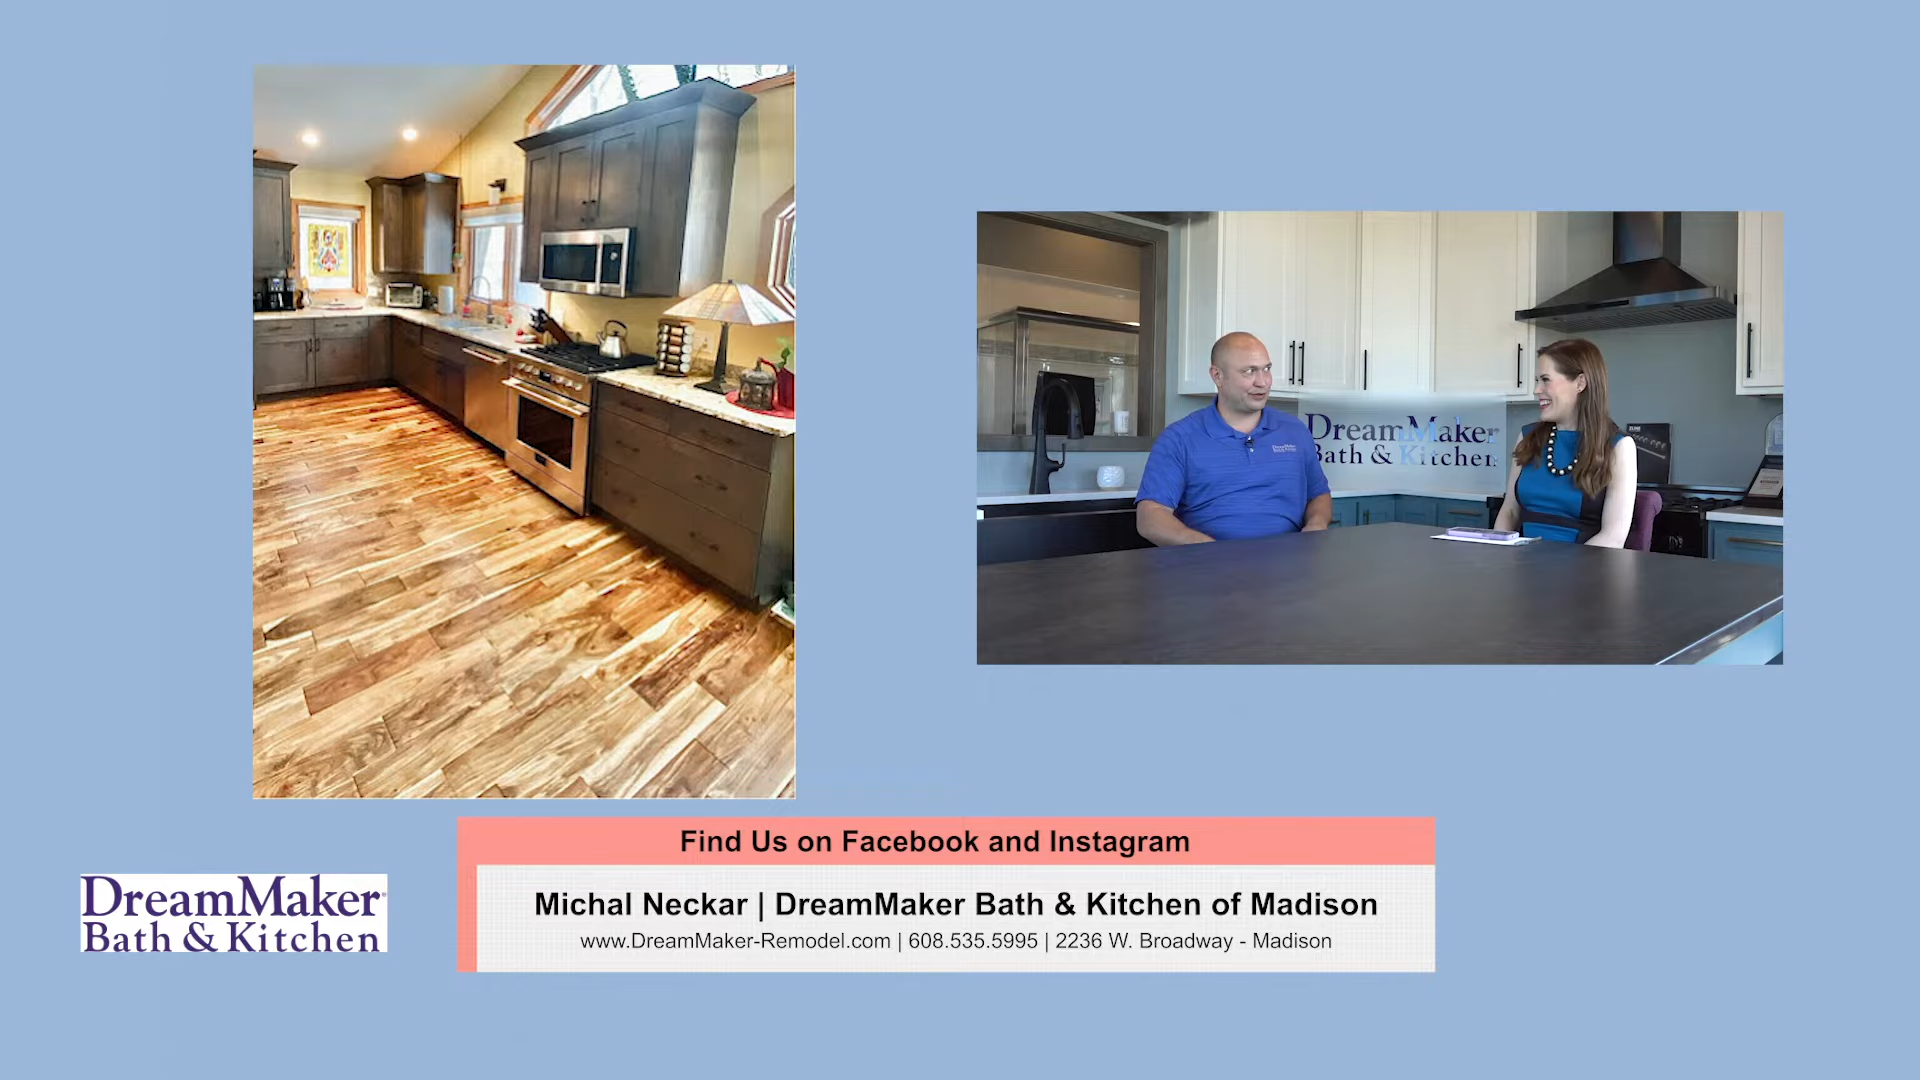 DreamMaker
Bath & Kitchen
Find Us on Facebook and Instagram
Michal Neckar | DreamMaker Bath & Kitchen of Madison
www.DreamMaker-Remodel.com | 608.535.5995 | 2236 W. Broadway - Madison
DreamMaker
Bath & Kitchen